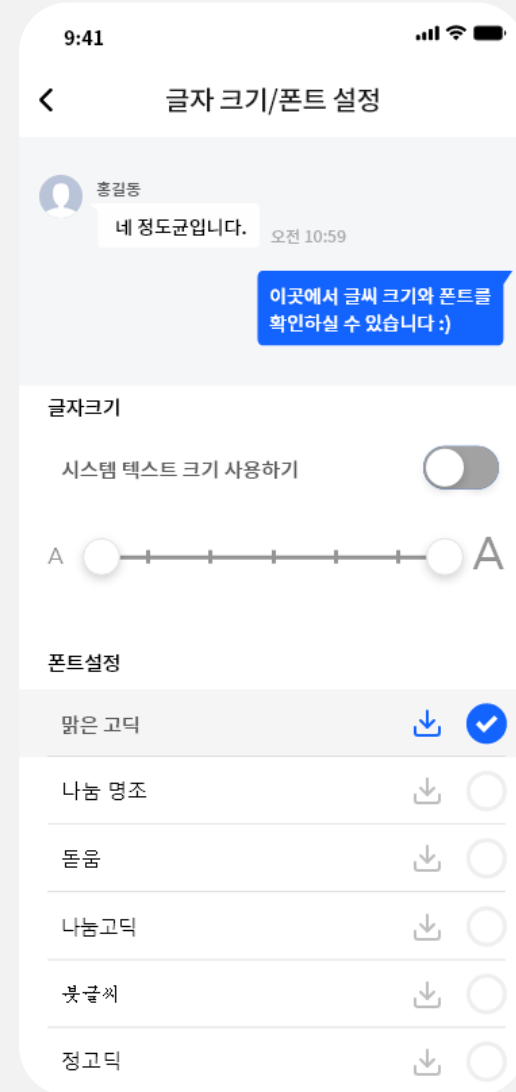 9:41
글자 크기/폰트 설정
홍길동
네 정도균입니다.
오전 10:59
이곳에서 글씨 크기와 폰트를
확인하실 수 있습니다 :)
글자크기
시스템 텍스트 크기 사용하기
A A
폰트설정
맑은 고딕
나눔 명조
돋움
나눔고딕
붓글씨
정고딕